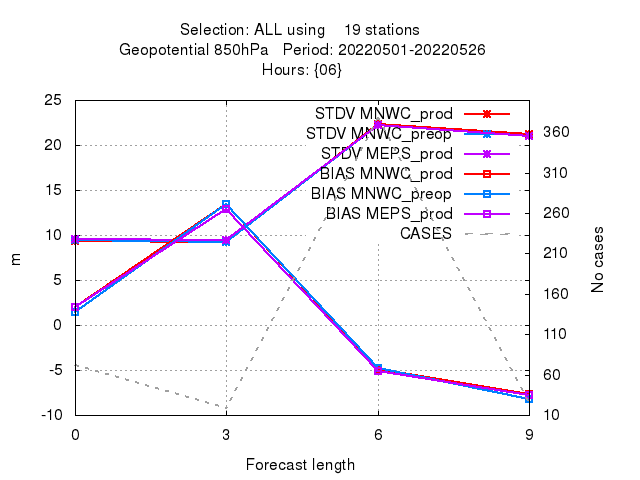 Selection: ALL using 19 stations
Geopotential 850hPa Period: 20220501-20220526
Hours: {06}
25
20
15
10
5
0
-5
-10
m
STDV MNWC_prod
STDV MNWC_preop
STDV MEPS_prod
BIAS MNWC_prod
BIAS MNWC_preop
BIAS MEPS_prod
CASES
360
310
260
210
160
110
60
10
No cases
0 3 6 9
Forecast length